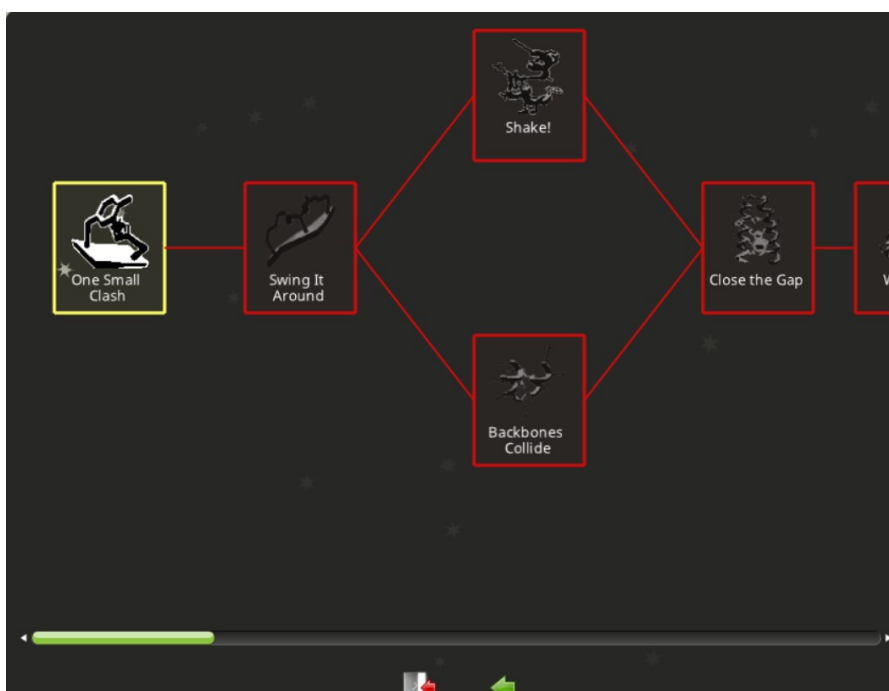 Shake!
One Small
Clash
Swing It
Around
Close the Gap
W
Backbones
Collide